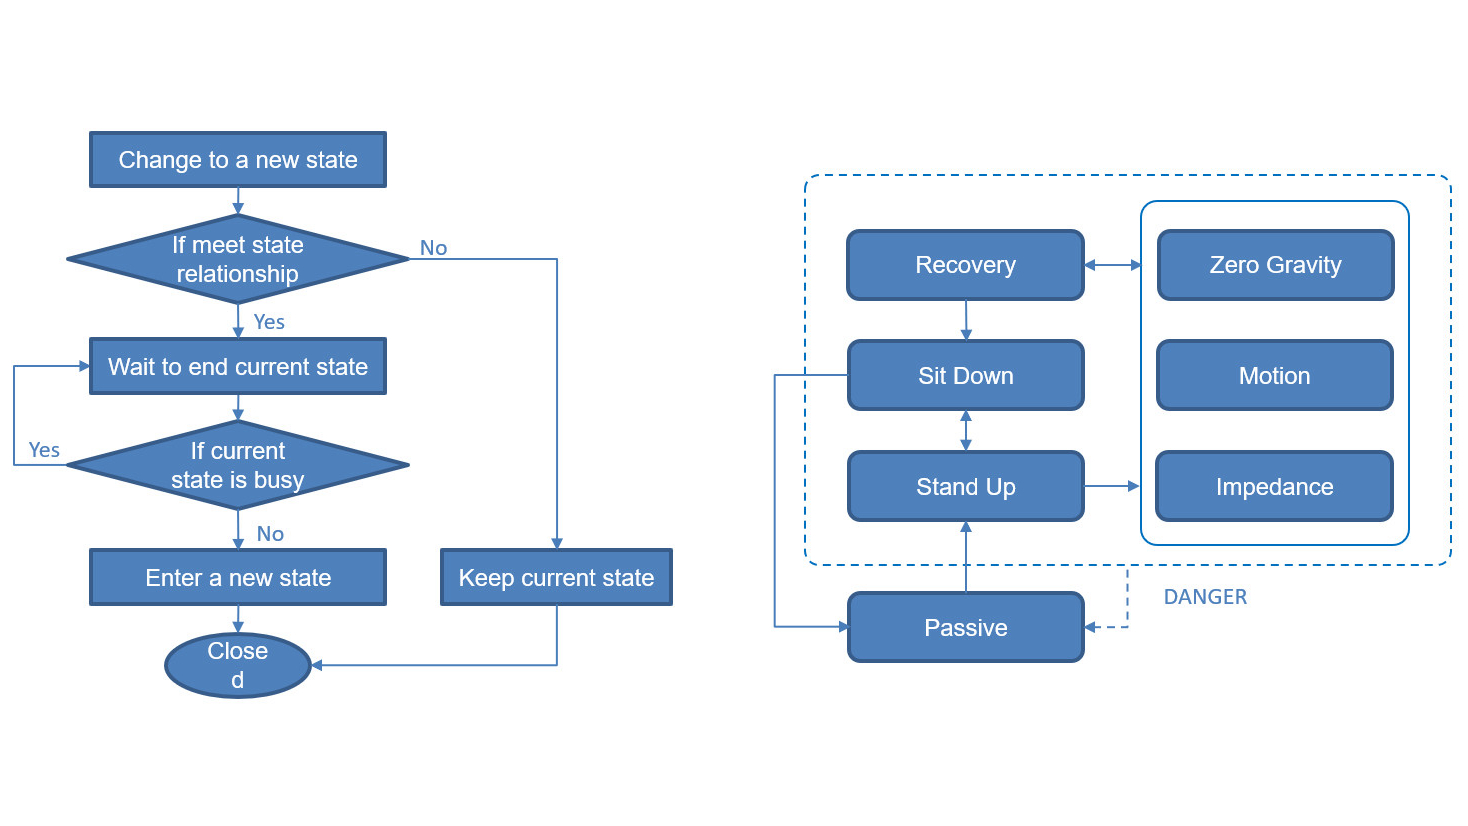 Change to a new state
If meet state
relationship
No
Yes
Wait to end current state
Yes
If current
state is busy
No
Enter a new state
Keep current state
Close
d
Recovery
Zero Gravity
Sit Down
Motion
Stand Up
Impedance
DANGER
Passive